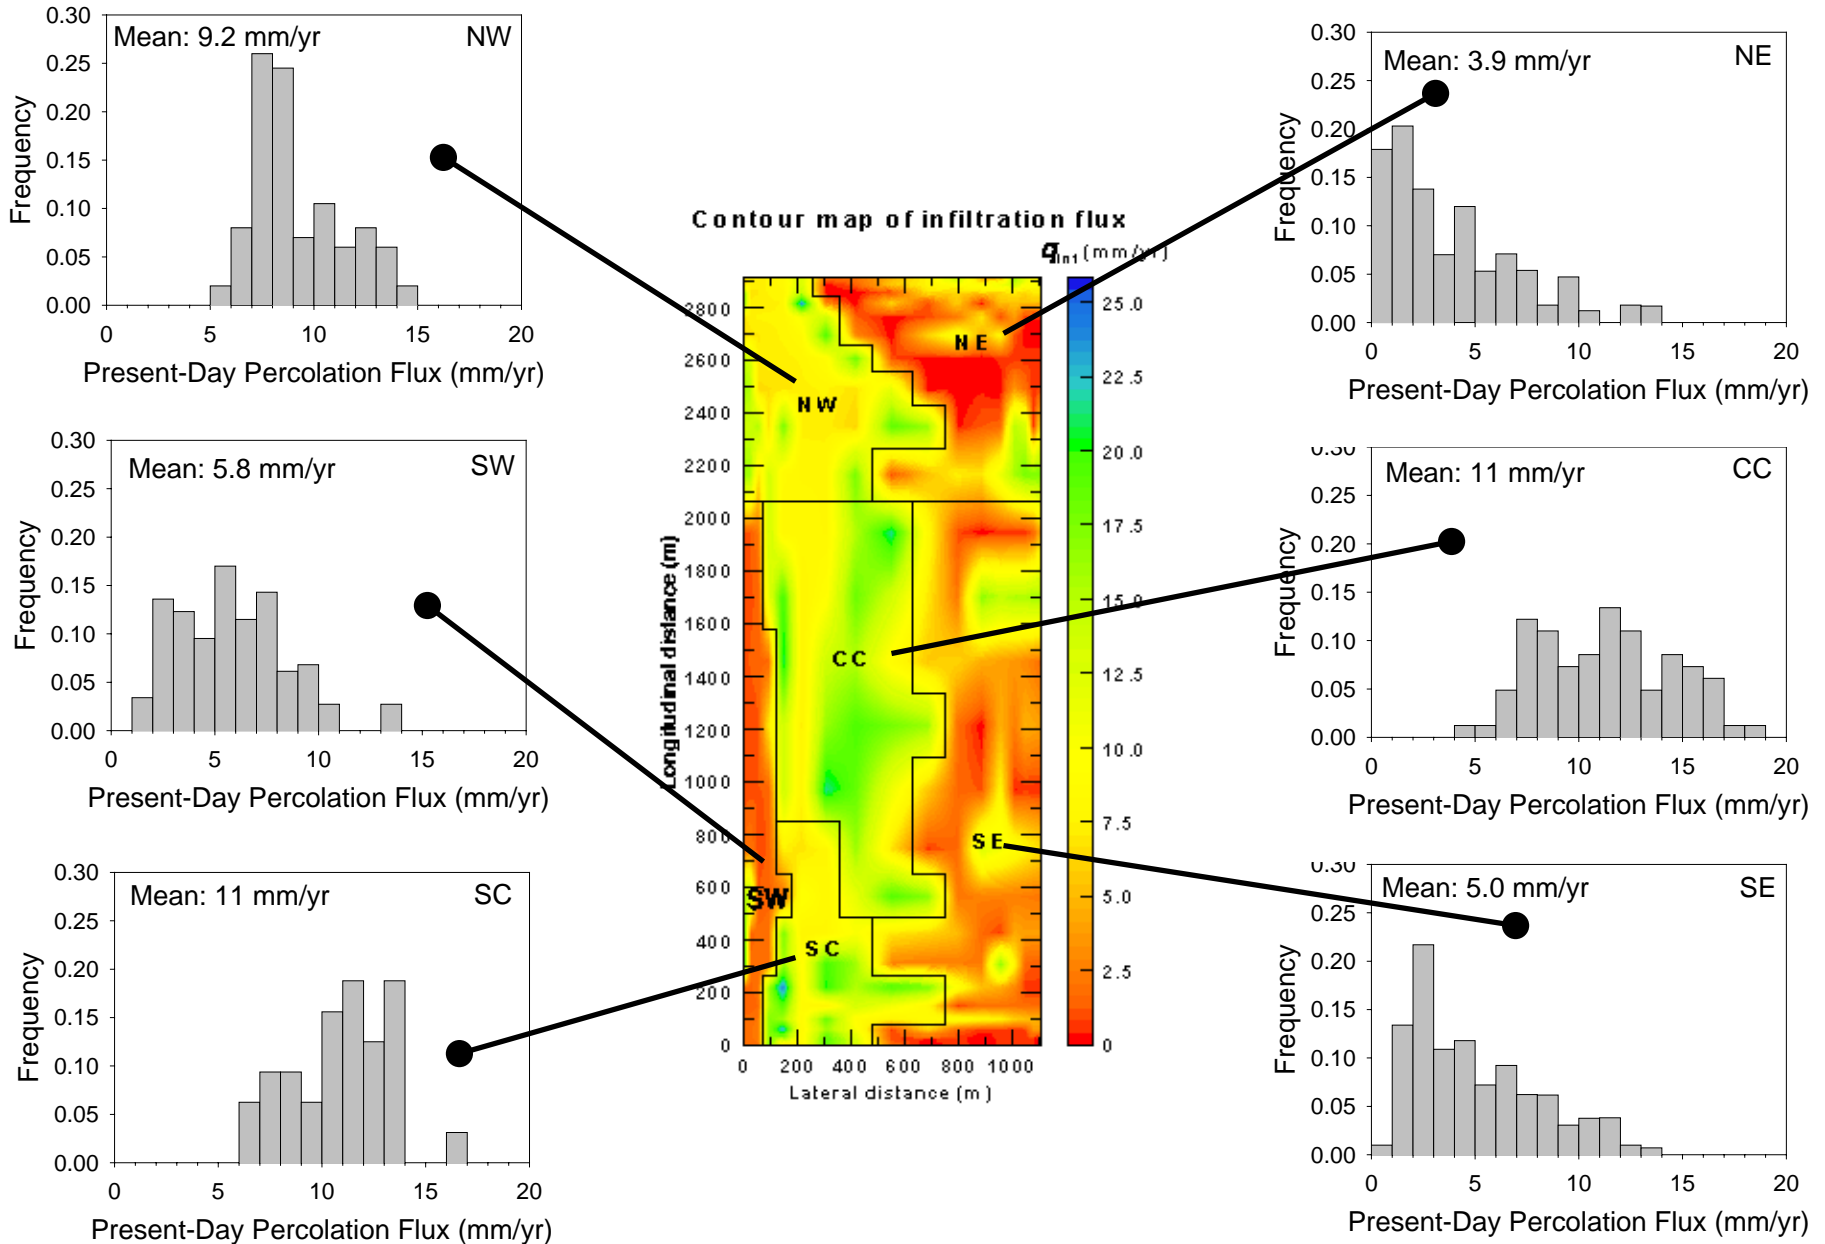 0.30
Mean: 9.2 mm/yr NW
0.25
0.20
0.15
0.10
0.05
0.00
Frequency
0 5 10 15 20
Present-Day Percolation Flux (mm/yr)
0.30
Mean: 5.8 mm/yr SW
0.25
0.20
0.15
0.10
0.05
0.00
Frequency
0 5 10 15 20
Present-Day Percolation Flux (mm/yr)
0.30
Mean: 11 mm/yr SC
0.25
0.20
0.15
0.10
0.05
0.00
Frequency
0 5 10 15 20
Present-Day Percolation Flux (mm/yr)
Contour map of infiltration flux
(mm/yr)
2800
2600
2400
2200
2000
1800
1600
1400
1200
1000
800
600
400
200
0
Longitudinal distance (m)
NE
NW
CC
SE
SW
SC
0 200 400 600 800 1000
Lateral distance (m)
25.0
22.5
20.0
17.5
15.0
12.5
10.0
7.5
5.0
2.5
0
0.30
Mean: 3.9 mm/yr NE
0.25
0.20
0.15
0.10
0.05
0.00
Frequency
0 5 10 15 20
Present-Day Percolation Flux (mm/yr)
0.30
Mean: 11 mm/yr CC
0.25
0.20
0.15
0.10
0.05
0.00
Frequency
0 5 10 15 20
Present-Day Percolation Flux (mm/yr)
0.30
Mean: 5.0 mm/yr SE
0.25
0.20
0.15
0.10
0.05
0.00
Frequency
0 5 10 15 20
Present-Day Percolation Flux (mm/yr)